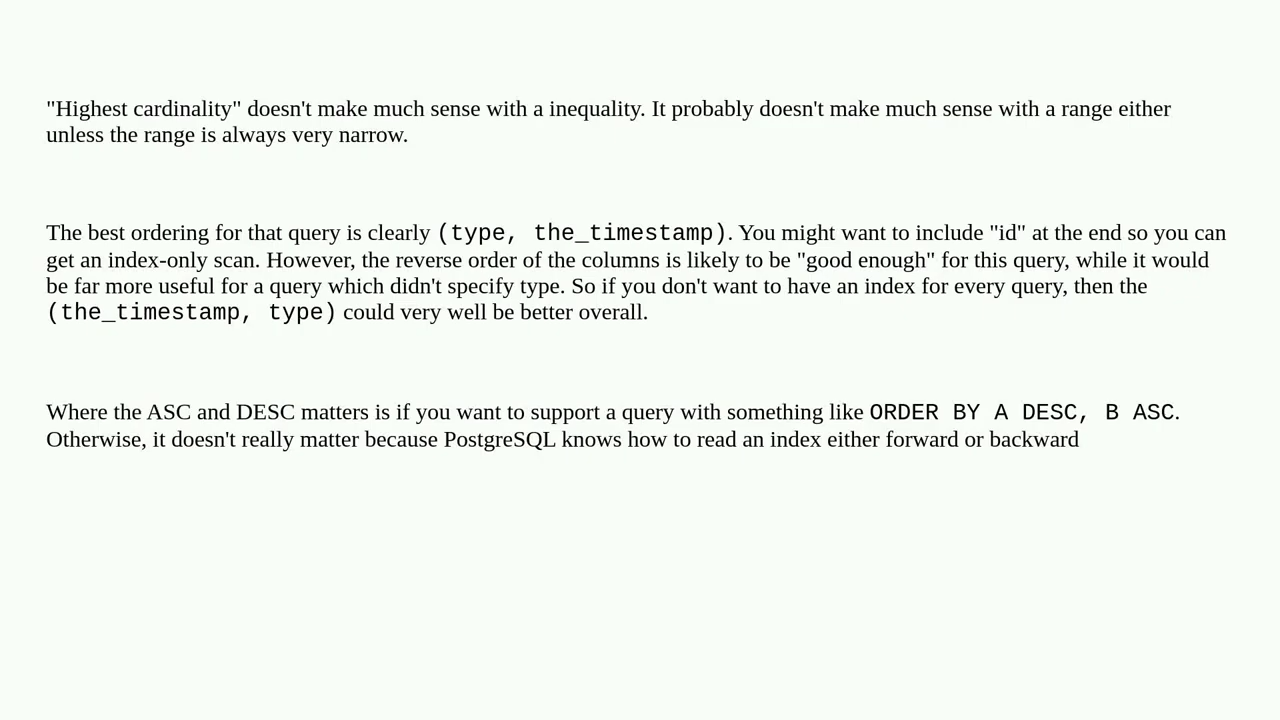 "Highest cardinality" doesn't make much sense with a inequality. It probably doesn't make much sense with a range either
unless the range is always very narrow.
The best ordering for that query is clearly (type, the_timestamp). You might want to include "id" at the end so you can
get an index-only scan. However, the reverse order of the columns is likely to be "good enough" for this query, while it would
be far more useful for a query which didn't specify type. So if you don't want to have an index for every query, then the
(the_timestamp, type) could very well be better overall.
Where the ASC and DESC matters is if you want to support a query with something like ORDER BY A DESC, B ASC.
Otherwise, it doesn't really matter because PostgreSQL knows how to read an index either forward or backward